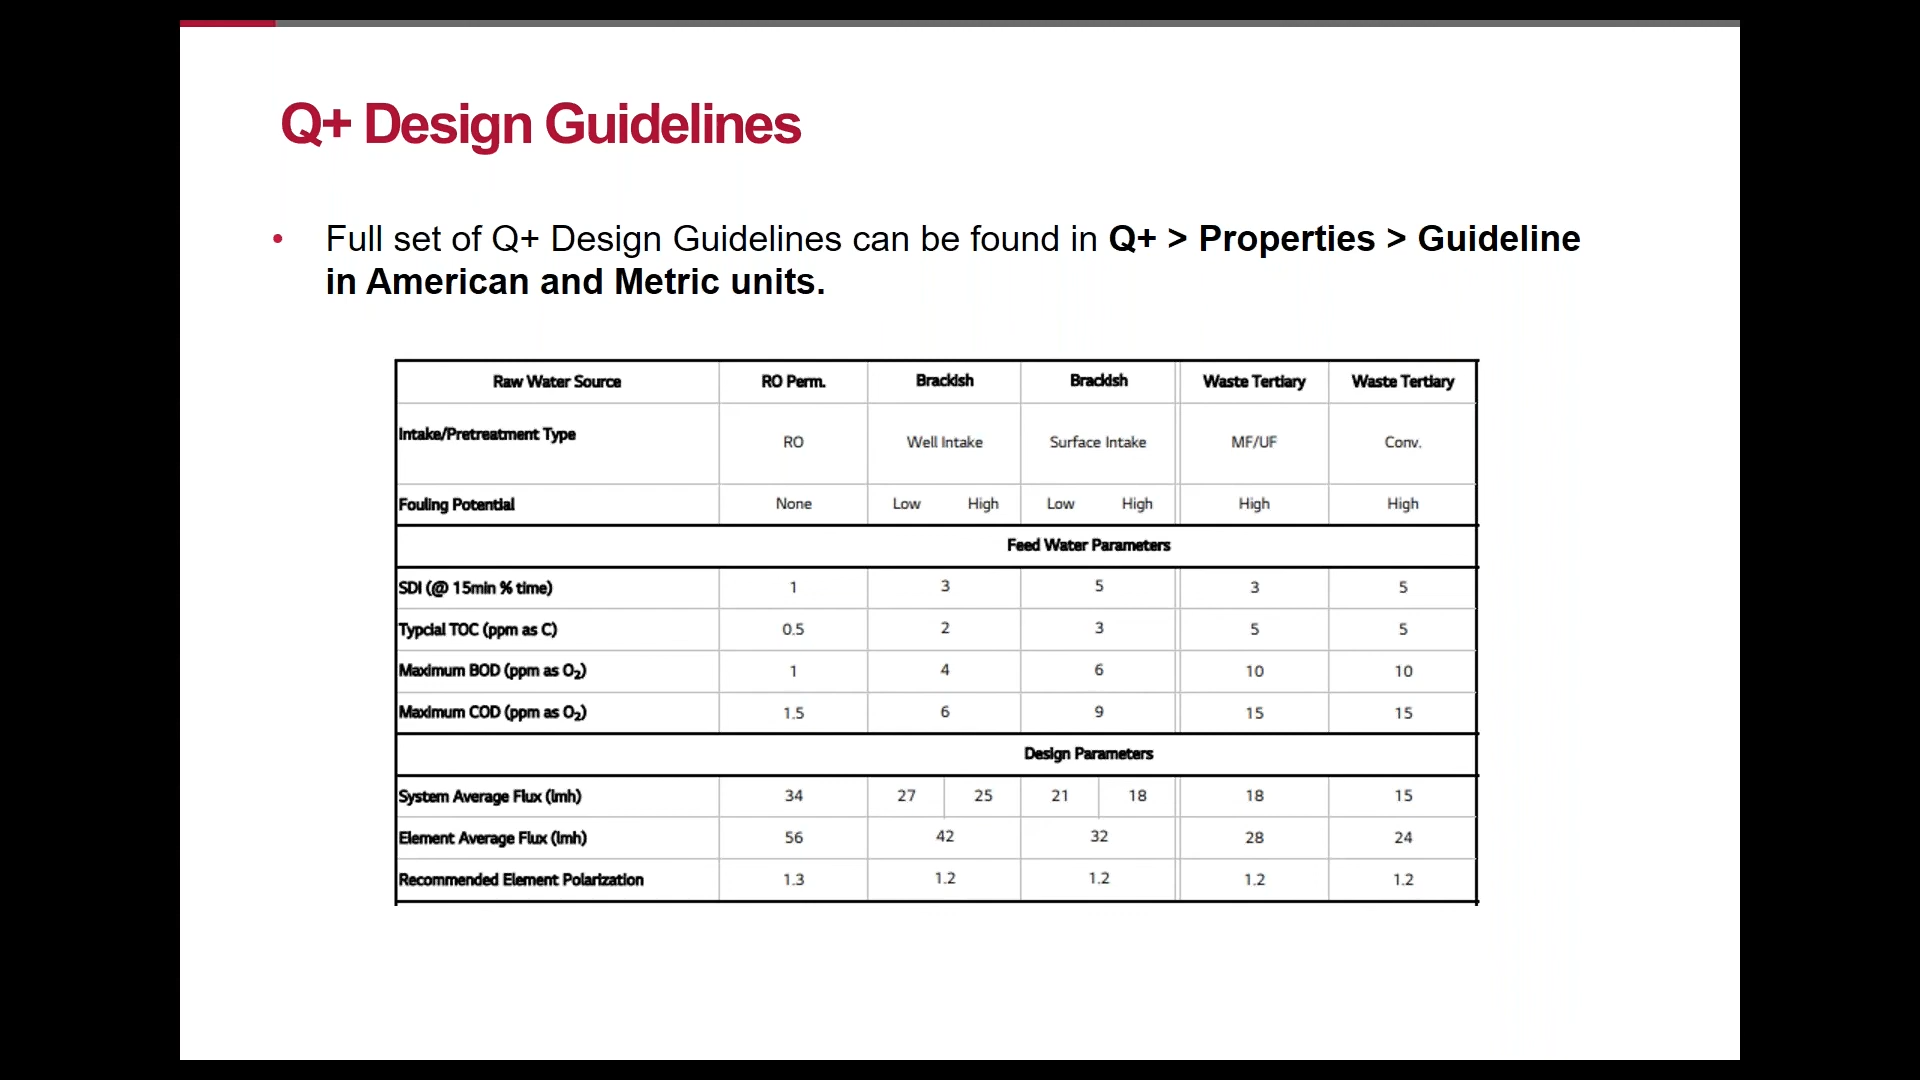 Q+ Design Guidelines
• Full set of Q+ Design Guidelines can be found in Q+ > Properties > Guideline
in American and Metric units.
Raw Water Source RO Perm. Brackish Brackish Waste Tertiary Waste Tertiary
Intake/Pretreatment Type RO Well Intake Surface Intake MF/UF Conv.
Fouling Potential None Low High Low High High High
Feed Water Parameters
SDI (@ 15min % time) 1 3 5 3 5
Typcial TOC (ppm as C) 0.5 2 3 5 5
Maximum BOD (ppm as O₂) 1 4 6 10 10
Maximum COD (ppm as O₂) 1.5 6 9 15 15
Design Parameters
System Average Flux (lmh) 34 27 25 21 18 18 15
Element Average Flux (lmh) 56 42 32 28 24
Recommended Element Polarization 1.3 1.2 1.2 1.2 1.2